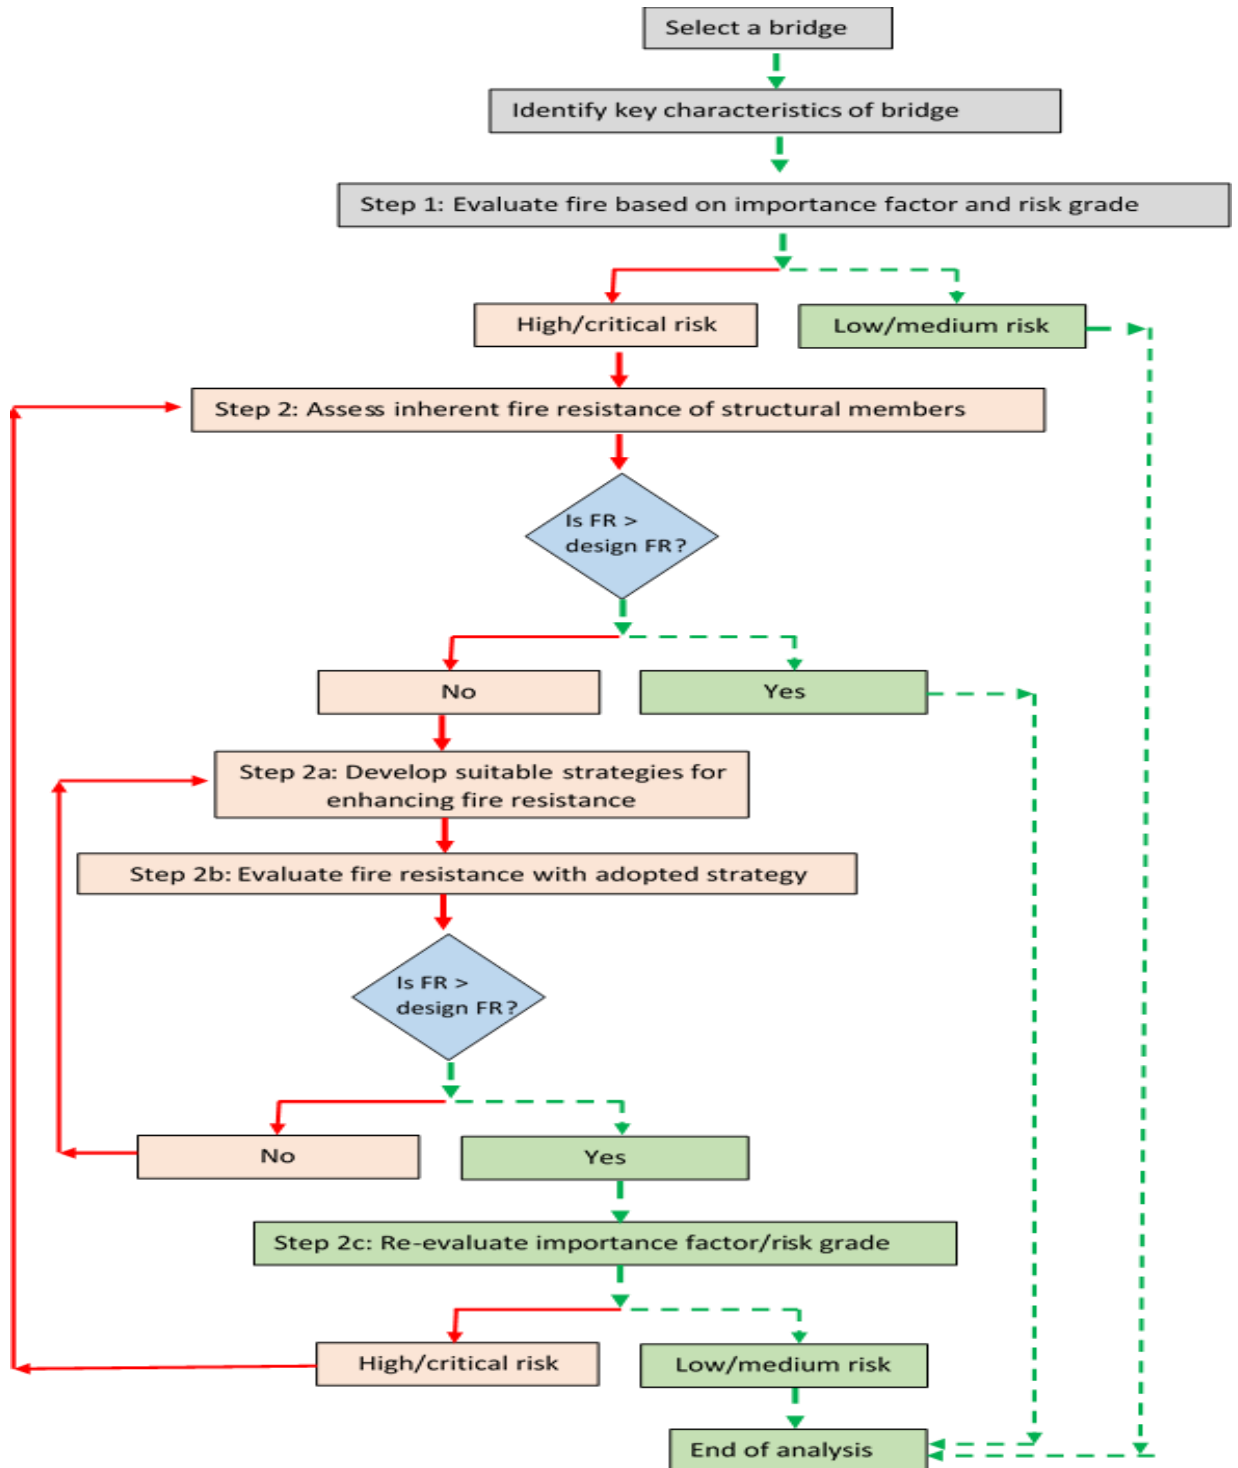 Select a bridge
Identify key characteristics of bridge
Step 1: Evaluate fire based on importance factor and risk grade
High/critical risk
Low/medium risk
Step 2: Assess inherent fire resistance of structural members
Is FR >
design FR?
No
Yes
Step 2a: Develop suitable strategies for
enhancing fire resistance
Step 2b: Evaluate fire resistance with adopted strategy
Is FR >
design FR?
No
Yes
Step 2c: Re-evaluate importance factor/risk grade
High/critical risk
Low/medium risk
End of analysis